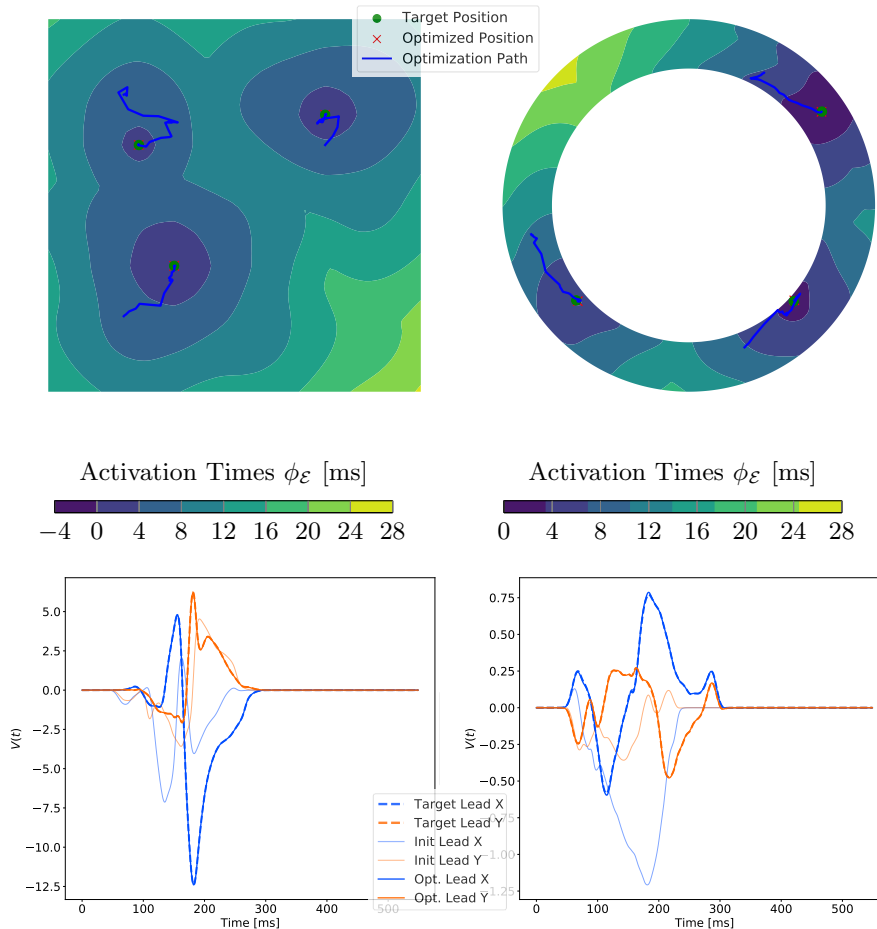 Target Position
Optimized Position
Optimization Path
Activation Times ϕ_ℰ [ms]
−4 0 4 8 12 16 20 24 28
Activation Times ϕ_ℰ [ms]
0 4 8 12 16 20 24 28
5.0
2.5
0.0
−2.5
−5.0
−7.5
−10.0
−12.5
V(t)
0 100 200 300 400 500
Time [ms]
Target Lead X
Target Lead Y
Init Lead X
Init Lead Y
Opt. Lead X
Opt. Lead Y
0.75
0.50
0.25
0.00
−0.25
−0.50
−0.75
−1.00
−1.25
V(t)
0 100 200 300 400 500
Time [ms]